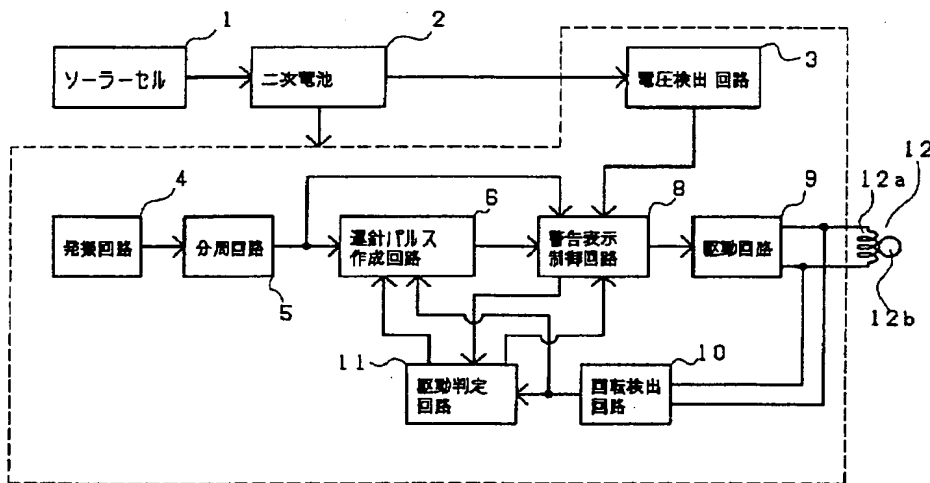 1
2
3
ソーラーセル
二次電池
電圧検出 回路
4
5
6
8
9
12
12a
12b
発振回路
分周回路
運針パルス
作成回路
警告表示
制御回路
駆動回路
11
10
駆動判定
回路
回転検出
回路